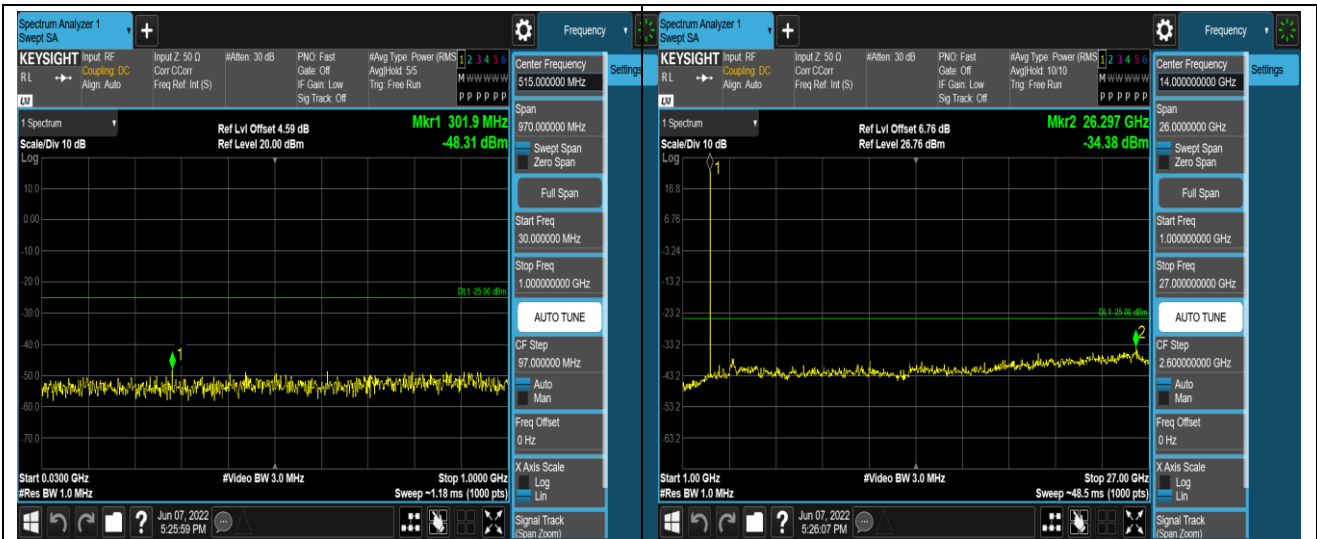 Spectrum Analyzer 1
Swept SA
+
Frequency
KEYSIGHT Input: RF Input Z: 50 Ω #Atten: 30 dB PNO: Fast #Avg Type: Power (RMS 1 2 3 4 5 6
R L Coupling: DC Corr CCorr Gate: Off Avg|Hold: 5/5 M W W W W W
Align: Auto Freq Ref: Int (S) IF Gain: Low Trig: Free Run
LXI Sig Track: Off P P P P P P
Center Frequency
515.000000 MHz
Settings
Span
970.000000 MHz
Swept Span
Zero Span
Full Span
Start Freq
30.000000 MHz
Stop Freq
1.000000000 GHz
AUTO TUNE
CF Step
97.000000 MHz
Auto
Man
Freq Offset
0 Hz
X Axis Scale
Log
Lin
Signal Track
(Span Zoom)
1 Spectrum
Ref Lvl Offset 4.59 dB
Mkr1 301.9 MHz
Scale/Div 10 dB
Ref Level 20.00 dBm
-48.31 dBm
Log
10.0
0.00
-10.0
-20.0
DL1 -25.00 dBm
-30.0
-40.0
1
-50.0
-60.0
-70.0
Start 0.0300 GHz #Video BW 3.0 MHz Stop 1.0000 GHz
#Res BW 1.0 MHz Sweep ~1.18 ms (1000 pts)
? Jun 07, 2022
5:25:59 PM
Spectrum Analyzer 1
Swept SA
+
Frequency
KEYSIGHT Input: RF Input Z: 50 Ω #Atten: 30 dB PNO: Fast #Avg Type: Power (RMS 1 2 3 4 5 6
R L Coupling: DC Corr CCorr Gate: Off Avg|Hold: 10/10 M W W W W W
Align: Auto Freq Ref: Int (S) IF Gain: Low Trig: Free Run
LXI Sig Track: Off P P P P P P
Center Frequency
14.00000000 GHz
Settings
Span
26.0000000 GHz
Swept Span
Zero Span
Full Span
Start Freq
1.000000000 GHz
Stop Freq
27.00000000 GHz
AUTO TUNE
CF Step
2.600000000 GHz
Auto
Man
Freq Offset
0 Hz
X Axis Scale
Log
Lin
Signal Track
(Span Zoom)
1 Spectrum
Ref Lvl Offset 6.76 dB
Mkr2 26.297 GHz
Scale/Div 10 dB
Ref Level 26.76 dBm
-34.38 dBm
Log
1
16.8
6.76
-3.24
-13.2
-23.2
DL1 -25.00 dBm
2
-33.2
-43.2
-53.2
-63.2
Start 1.00 GHz #Video BW 3.0 MHz Stop 27.00 GHz
#Res BW 1.0 MHz Sweep ~48.5 ms (1000 pts)
? Jun 07, 2022
5:26:07 PM